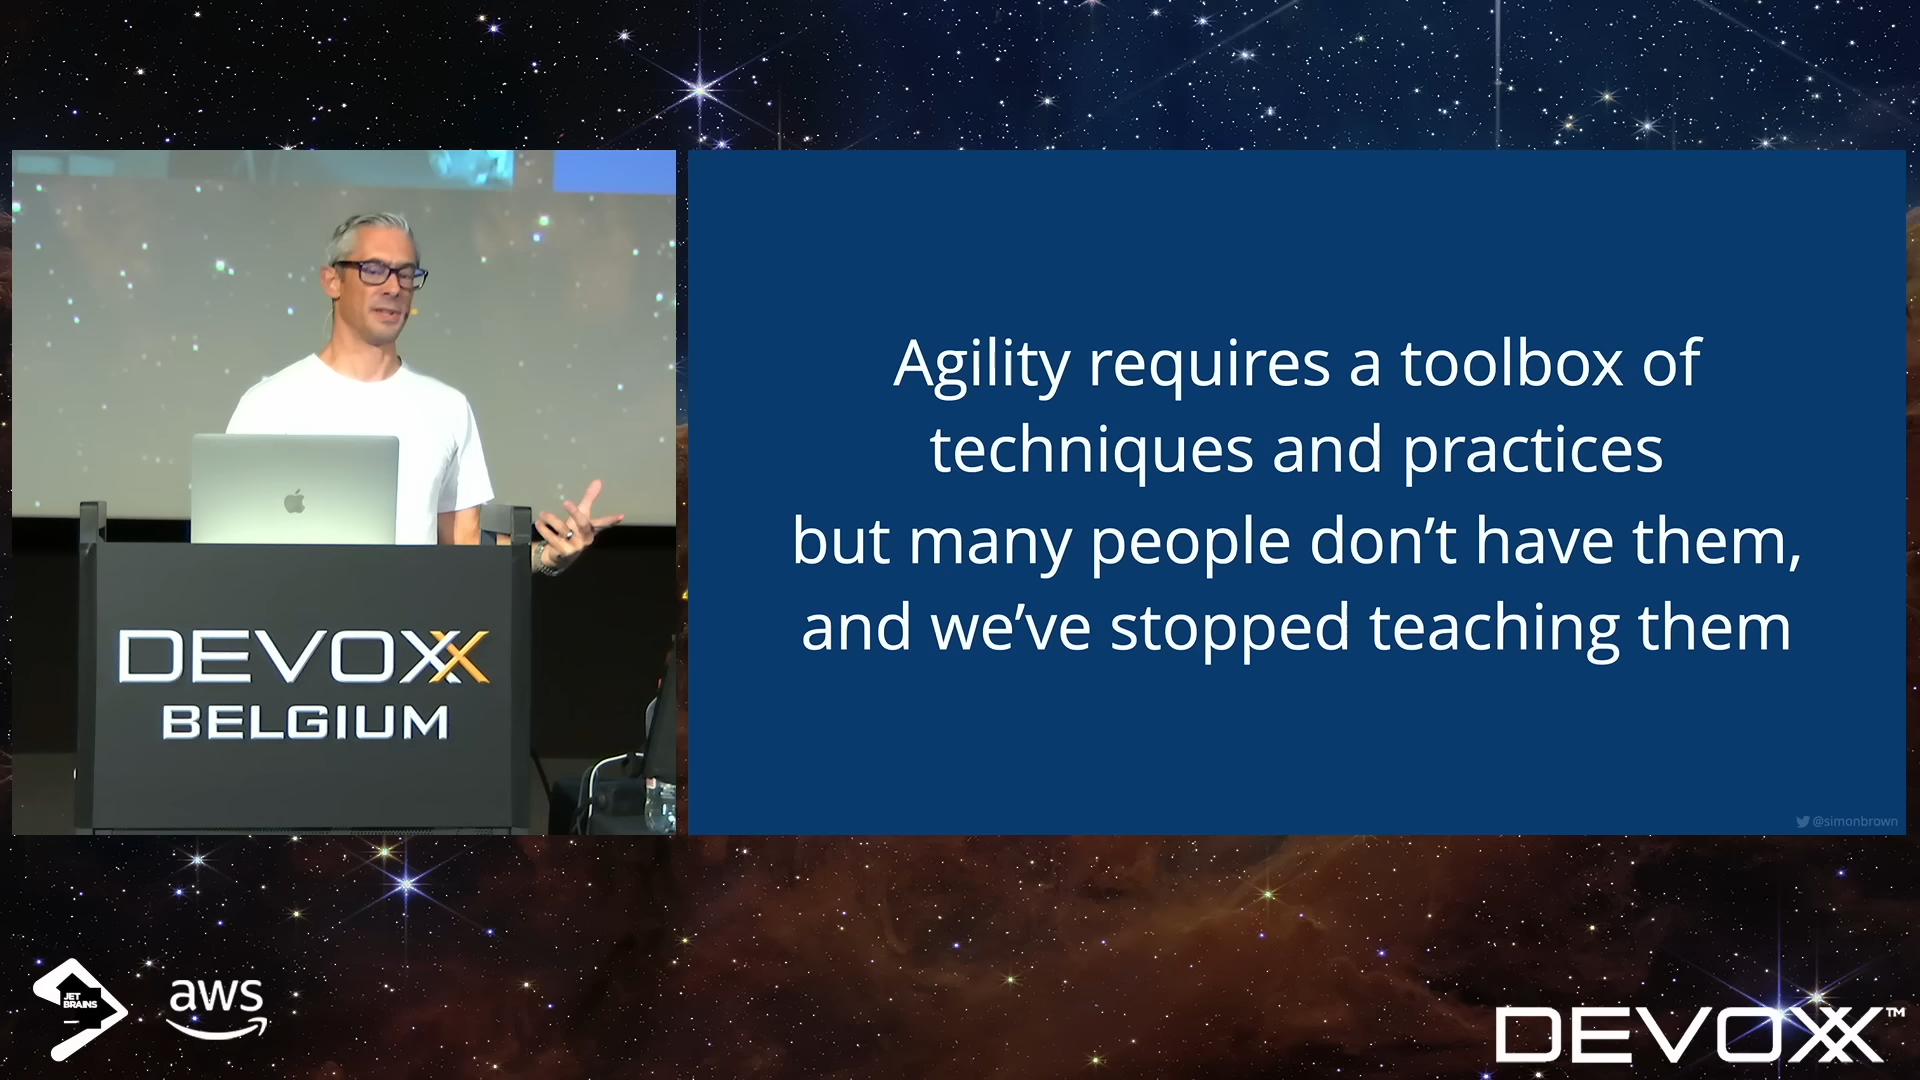 Agility requires a toolbox of
techniques and practices
but many people don’t have them,
and we’ve stopped teaching them
@simonbrown
DEVOXX
BELGIUM
JET
BRAINS
aws
DEVOXX™